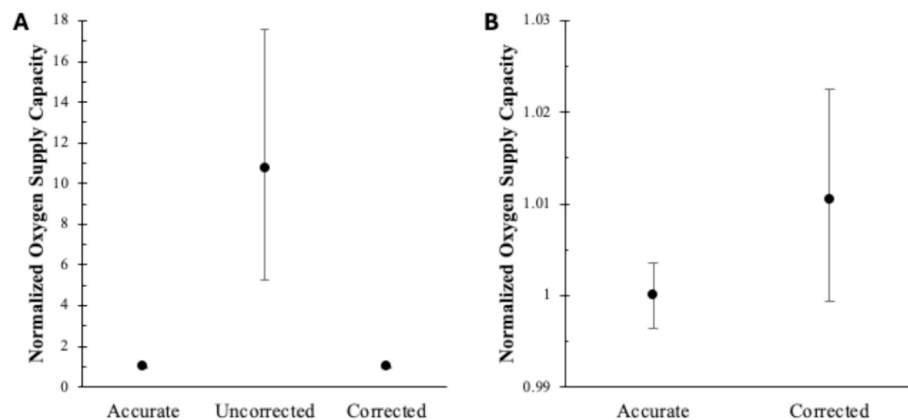 A
Normalized Oxygen Supply Capacity
18
16
14
12
10
8
6
4
2
0
Accurate Uncorrected Corrected
B
Normalized Oxygen Supply Capacity
1.03
1.02
1.01
1
0.99
Accurate Corrected